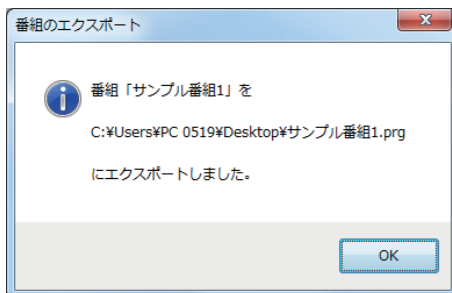 番組のエクスポート
番組「サンプル番組1」を
C:¥Users¥PC 0519¥Desktop¥サンプル番組1.prg
にエクスポートしました。
OK